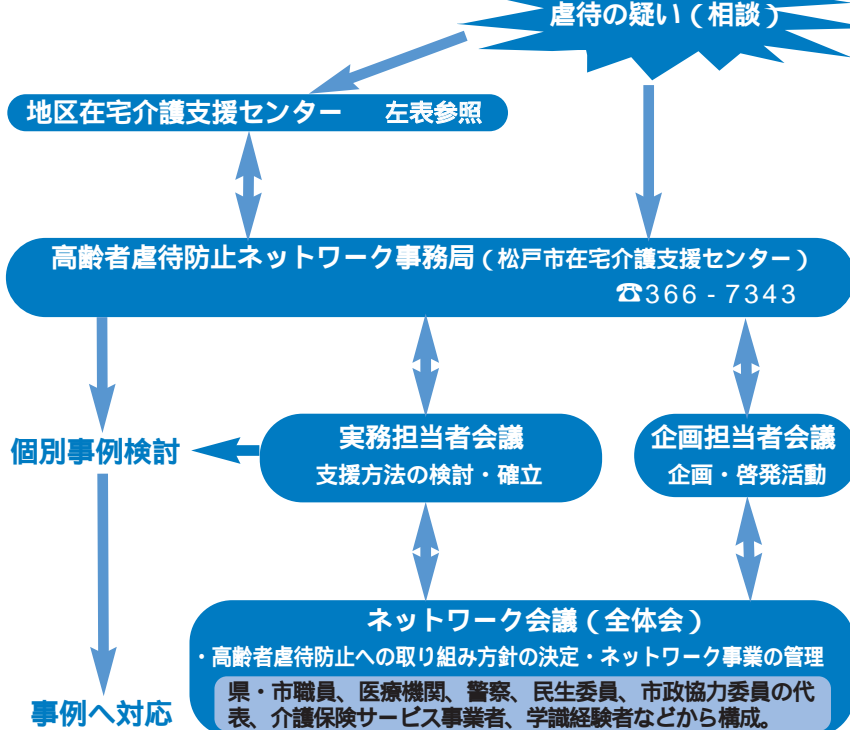 虐待の疑い(相談)
地区在宅介護支援センター 左表参照
高齢者虐待防止ネットワーク事務局(松戸市在宅介護支援センター)
☎366-7343
実務担当者会議
支援方法の検討・確立
企画担当者会議
企画・啓発活動
個別事例検討
ネットワーク会議(全体会)
・高齢者虐待防止への取り組み方針の決定・ネットワーク事業の管理
県・市職員、医療機関、警察、民生委員、市政協力委員の代
表、介護保険サービス事業者、学識経験者などから構成。
事例へ対応